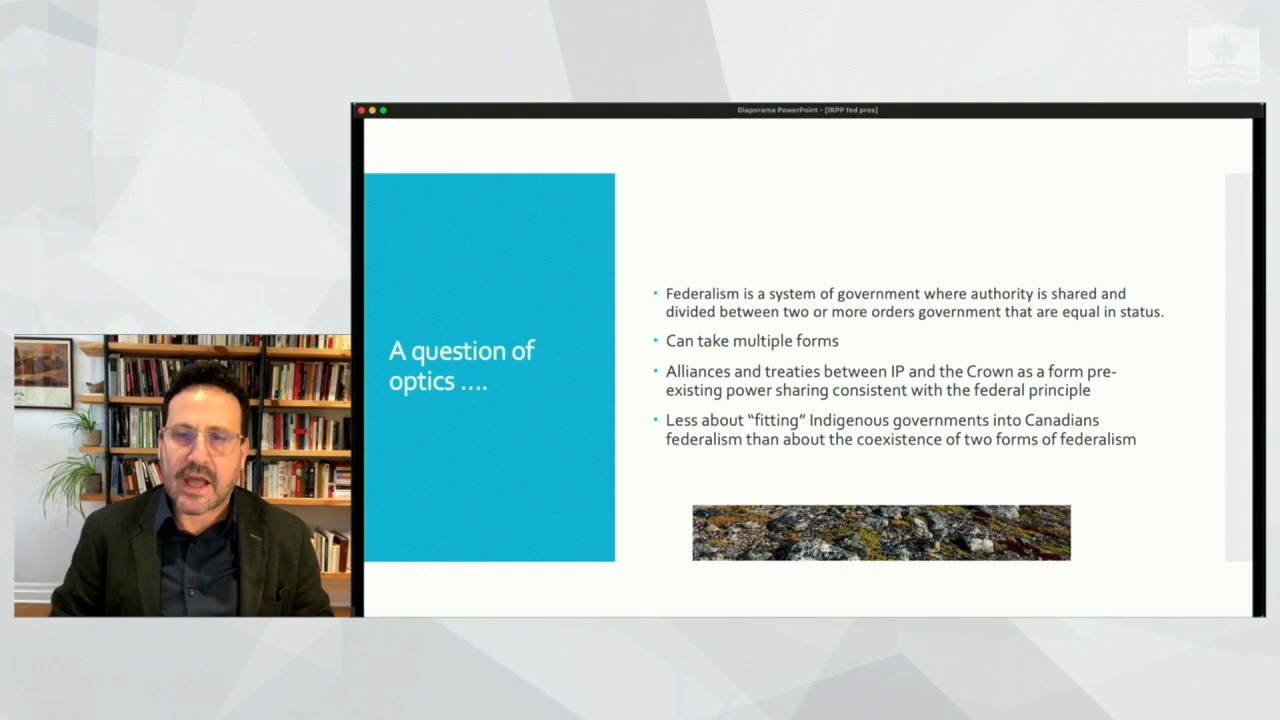 Diaporama PowerPoint - [IRPP fed pres]
A question of
optics ....
• Federalism is a system of government where authority is shared and
divided between two or more orders government that are equal in status.
• Can take multiple forms
• Alliances and treaties between IP and the Crown as a form pre-
existing power sharing consistent with the federal principle
• Less about “fitting” Indigenous governments into Canadians
federalism than about the coexistence of two forms of federalism